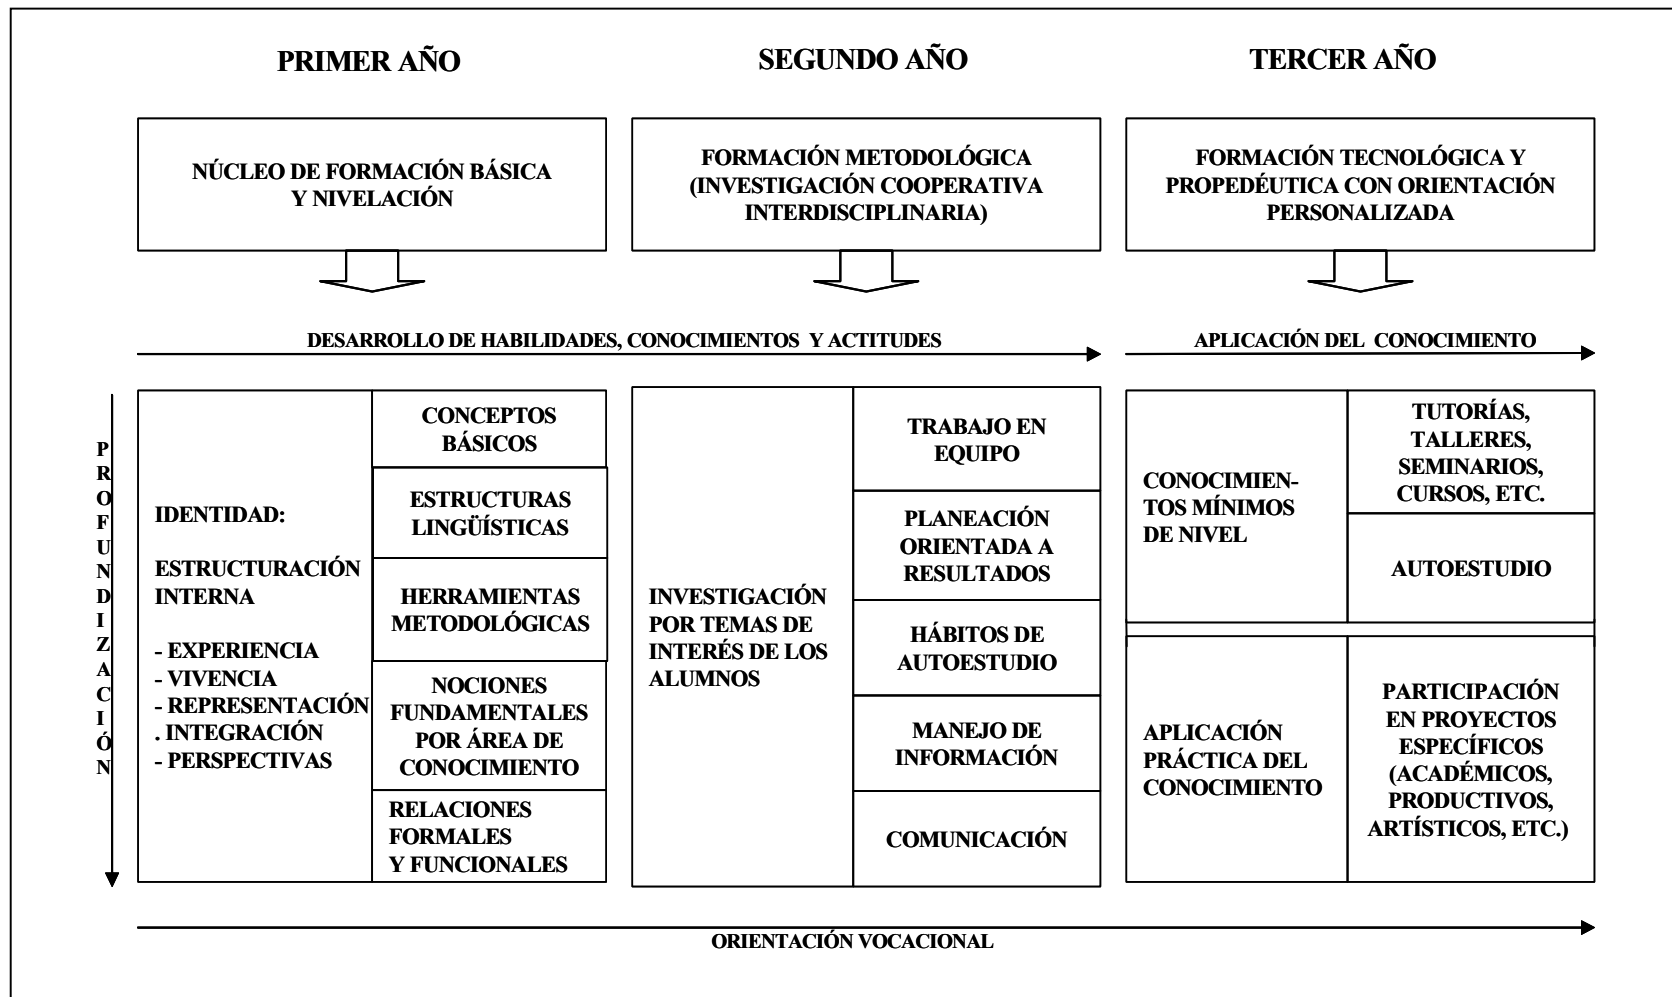 PRIMER AÑO
SEGUNDO AÑO
TERCER AÑO
NÚCLEO DE FORMACIÓN BÁSICA
Y NIVELACIÓN
FORMACIÓN METODOLÓGICA
(INVESTIGACIÓN COOPERATIVA
INTERDISCIPLINARIA)
FORMACIÓN TECNOLÓGICA Y
PROPEDÉUTICA CON ORIENTACIÓN
PERSONALIZADA
DESARROLLO DE HABILIDADES, CONOCIMIENTOS Y ACTITUDES
APLICACIÓN DEL CONOCIMIENTO
PROFUNDIZACIÓN
IDENTIDAD:
ESTRUCTURACIÓN
INTERNA
- EXPERIENCIA
- VIVENCIA
- REPRESENTACIÓN
. INTEGRACIÓN
- PERSPECTIVAS
CONCEPTOS
BÁSICOS
ESTRUCTURAS
LINGÜÍSTICAS
HERRAMIENTAS
METODOLÓGICAS
NOCIONES
FUNDAMENTALES
POR ÁREA DE
CONOCIMIENTO
RELACIONES
FORMALES
Y FUNCIONALES
INVESTIGACIÓN
POR TEMAS DE
INTERÉS DE LOS
ALUMNOS
TRABAJO EN
EQUIPO
PLANEACIÓN
ORIENTADA A
RESULTADOS
HÁBITOS DE
AUTOESTUDIO
MANEJO DE
INFORMACIÓN
COMUNICACIÓN
CONOCIMIEN-
TOS MÍNIMOS
DE NIVEL
TUTORÍAS,
TALLERES,
SEMINARIOS,
CURSOS, ETC.
AUTOESTUDIO
APLICACIÓN
PRÁCTICA DEL
CONOCIMIENTO
PARTICIPACIÓN
EN PROYECTOS
ESPECÍFICOS
(ACADÉMICOS,
PRODUCTIVOS,
ARTÍSTICOS, ETC.)
ORIENTACIÓN VOCACIONAL